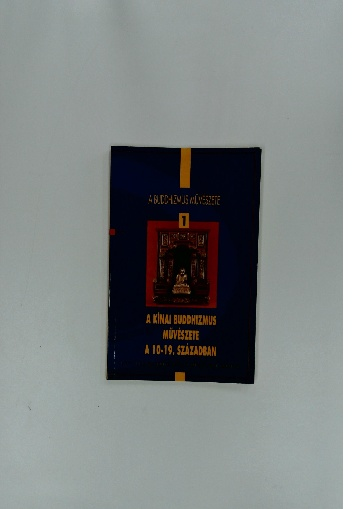 A BUDDHIZMUS MŰVÉSZETE
1
A KÍNAI BUDDHIZMUS
MŰVÉSZETE
A 10-19. SZÁZADBAN